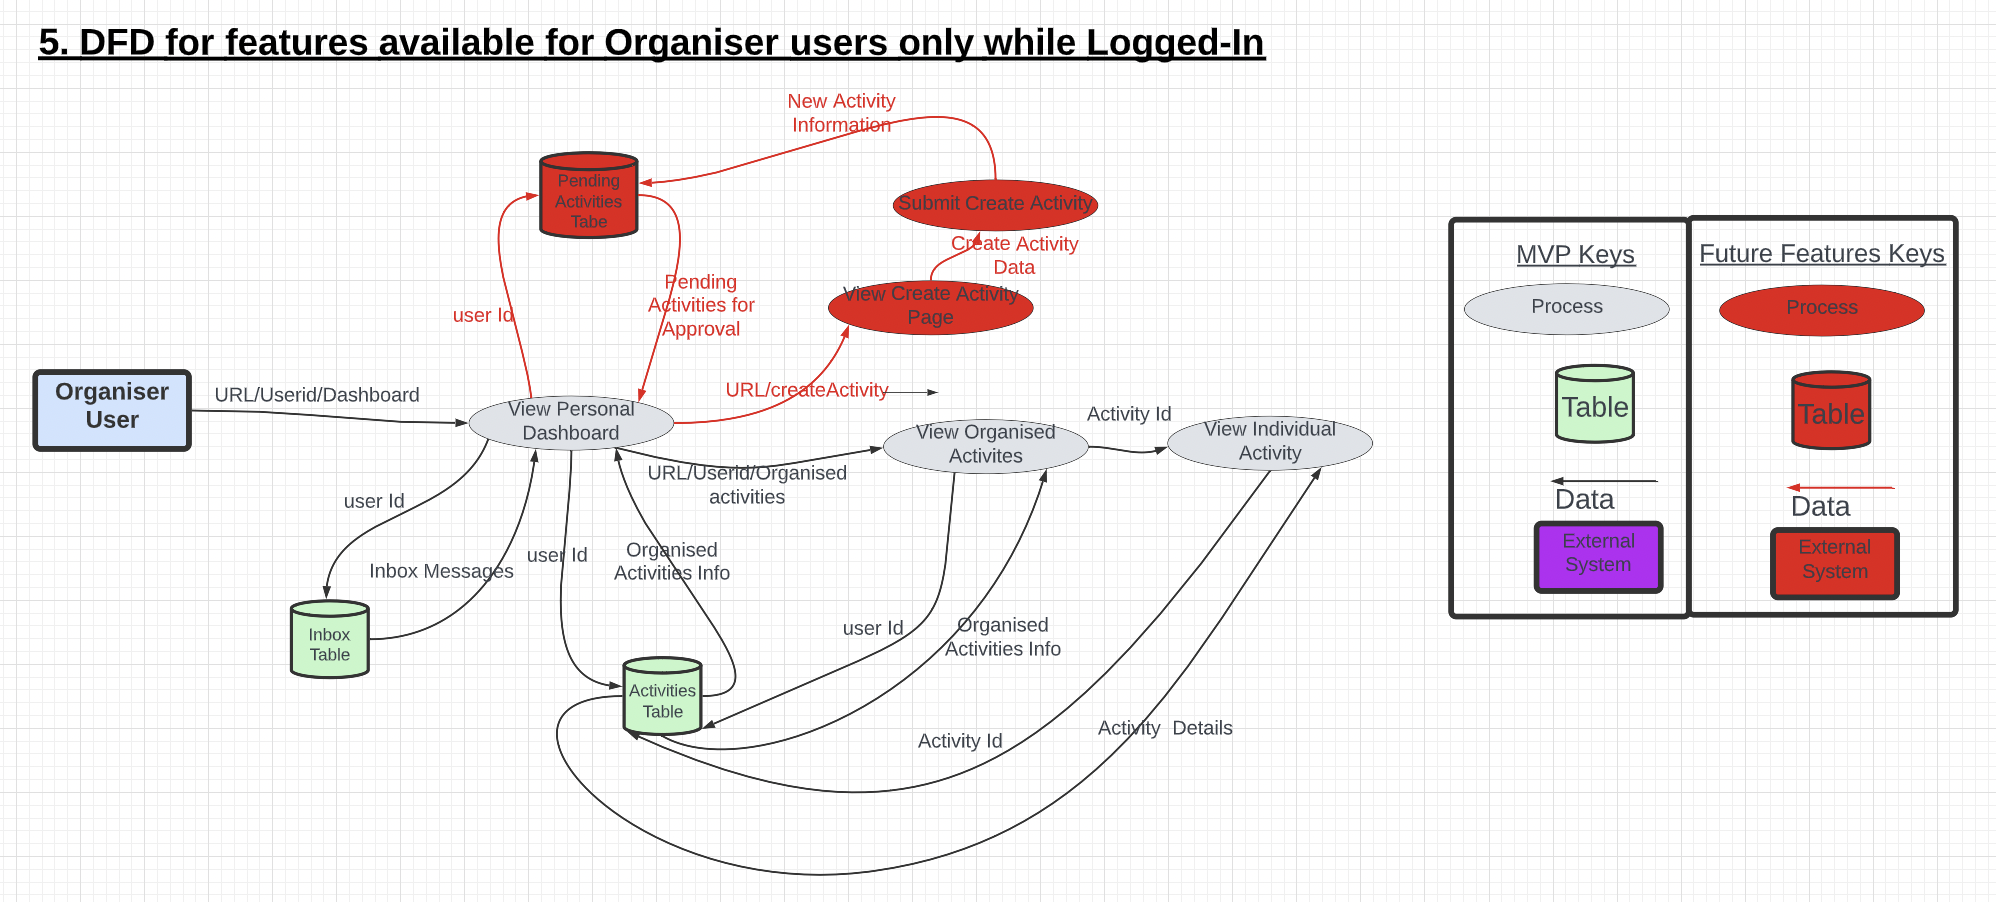 5. DFD for features available for Organiser users only while Logged-In
New Activity
Information
Pending
Activities
Tabe
Submit Create Activity
Create Activity
Data
View Create Activity
Page
Pending
Activities for
Approval
user Id
URL/createActivity
Organiser
User
URL/Userid/Dashboard
View Personal
Dashboard
View Organised
Activites
Activity Id
View Individual
Activity
URL/Userid/Organised
activities
user Id
Inbox Messages
user Id
Organised
Activities Info
Inbox
Table
Activities
Table
user Id
Organised
Activities Info
Activity Id
Activity  Details
MVP Keys
Process
Table
Data
External
System
Future Features Keys
Process
Table
Data
External
System